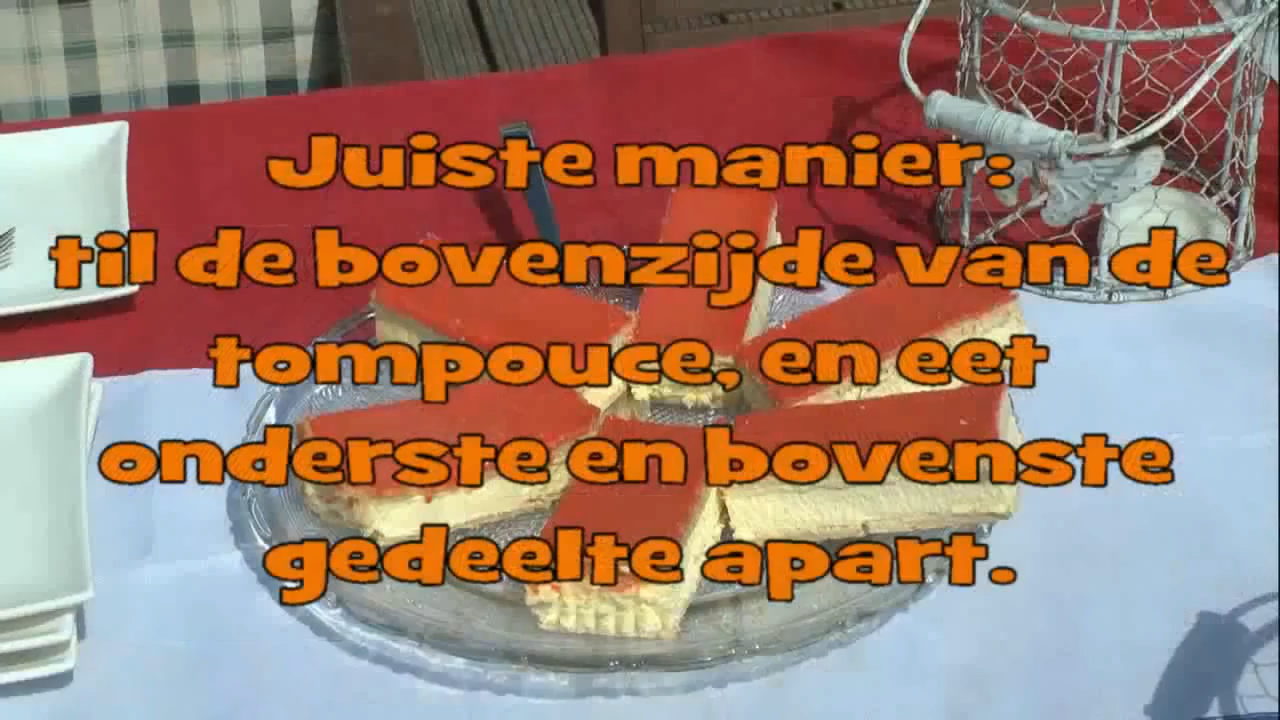 Juiste manier:
til de bovenzijde van de
tompouce, en eet
onderste en bovenste
gedeelte apart.